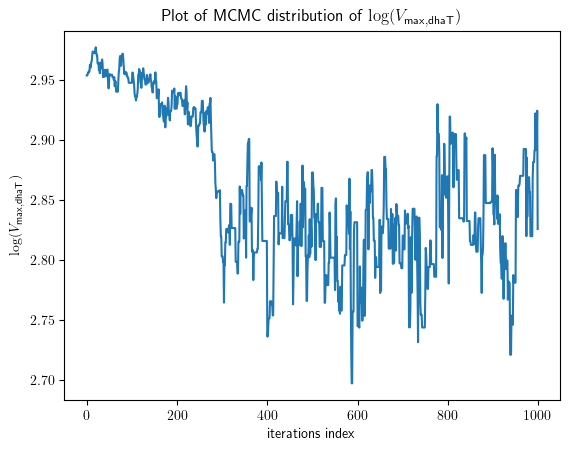 Plot of MCMC distribution of log(V_max,dhaT)
log(V_max,dhaT)
2.95
2.90
2.85
2.80
2.75
2.70
0 200 400 600 800 1000
iterations index